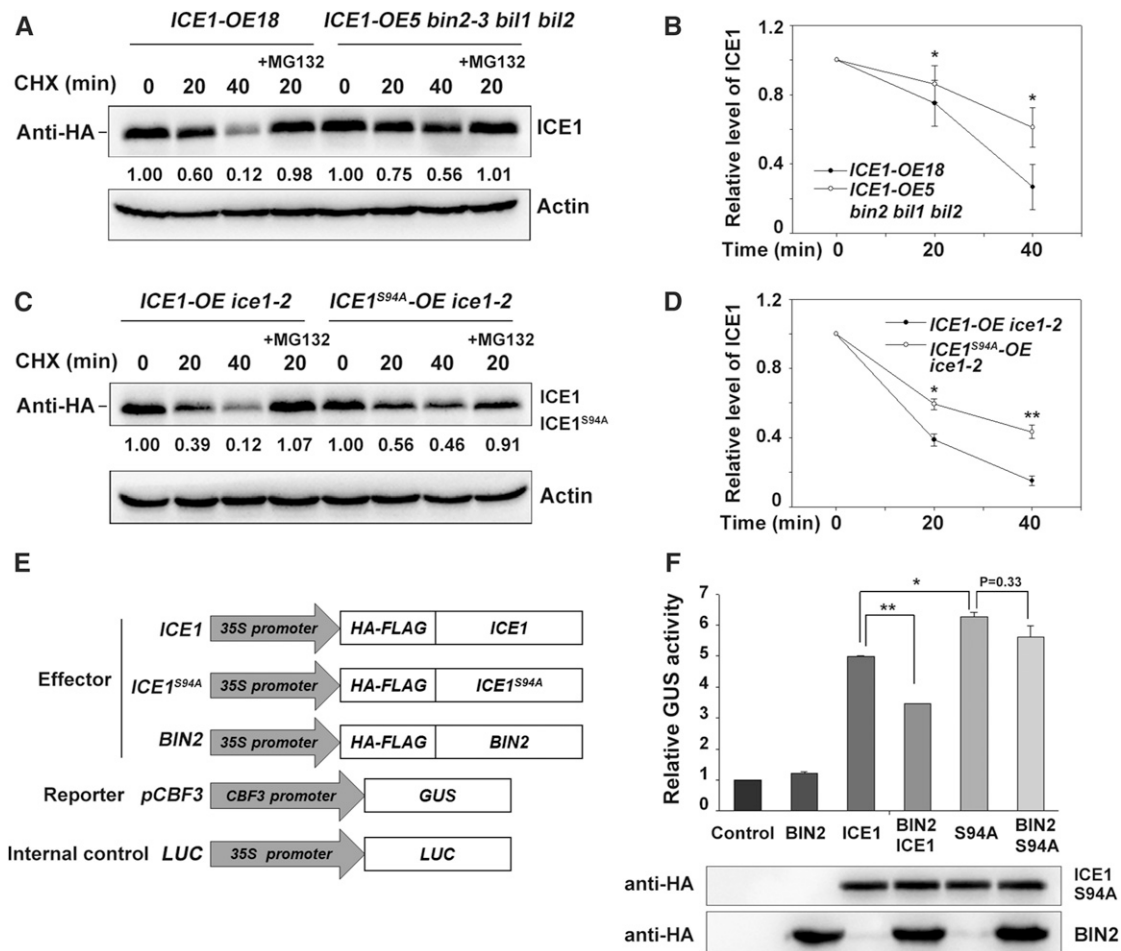 A
ICE1-OE18
ICE1-OE5 bin2-3 bil1 bil2
+MG132 +MG132
CHX (min) 0 20 40 20 0 20 40 20
Anti-HA ICE1
1.00 0.60 0.12 0.98 1.00 0.75 0.56 1.01
Actin
B
Relative level of ICE1
1.2
0.8
0.4
0
*
*
ICE1-OE18
ICE1-OE5
bin2 bil1 bil2
Time (min) 0 20 40
C
ICE1-OE ice1-2
ICE1S94A-OE ice1-2
+MG132 +MG132
CHX (min) 0 20 40 20 0 20 40 20
Anti-HA ICE1
ICE1S94A
1.00 0.39 0.12 1.07 1.00 0.56 0.46 0.91
Actin
D
Relative level of ICE1
1.2
0.8
0.4
0
ICE1-OE ice1-2
ICE1S94A-OE
ice1-2
*
**
Time (min) 0 20 40
E
Effector
ICE1 35S promoter HA-FLAG ICE1
ICE1S94A 35S promoter HA-FLAG ICE1S94A
BIN2 35S promoter HA-FLAG BIN2
Reporter pCBF3 CBF3 promoter GUS
Internal control LUC 35S promoter LUC
F
Relative GUS activity
7
6
5
4
3
2
1
0
*
**
P=0.33
Control BIN2 ICE1 BIN2 ICE1 S94A BIN2 S94A
anti-HA ICE1
S94A
anti-HA BIN2